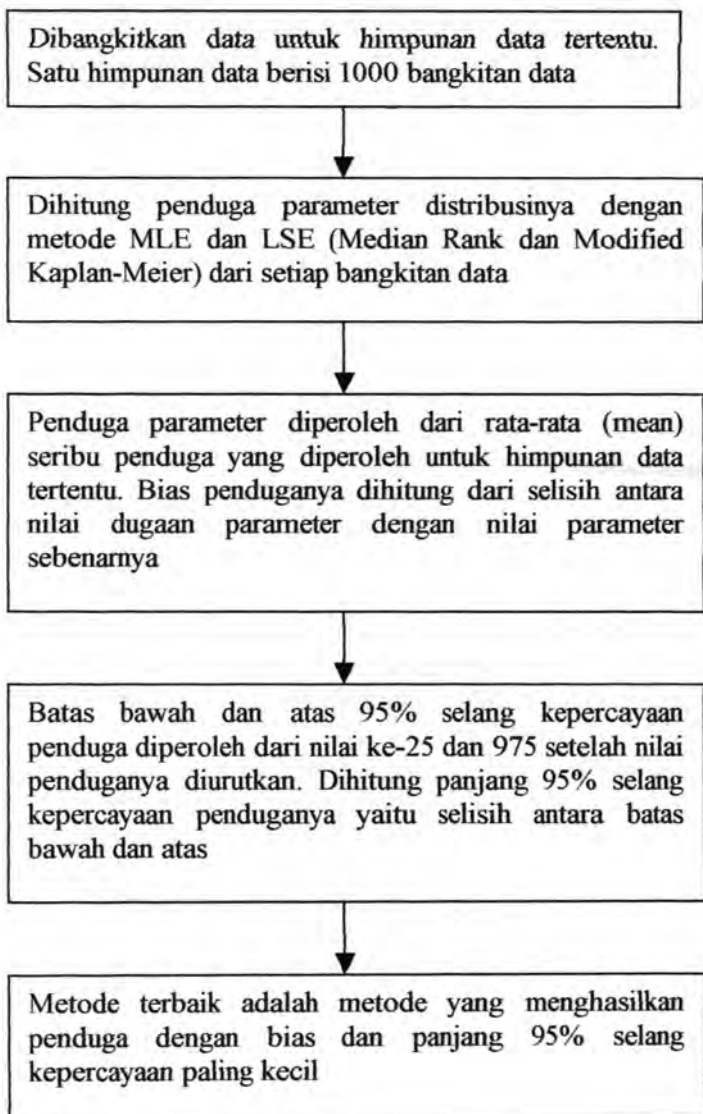 Dibangkitkan data untuk himpunan data tertentu.
Satu himpunan data berisi 1000 bangkitan data
Dihitung penduga parameter distribusinya dengan
metode MLE dan LSE (Median Rank dan Modified
Kaplan-Meier) dari setiap bangkitan data
Penduga parameter diperoleh dari rata-rata (mean)
seribu penduga yang diperoleh untuk himpunan data
tertentu. Bias penduganya dihitung dari selisih antara
nilai dugaan parameter dengan nilai parameter
sebenarnya
Batas bawah dan atas 95% selang kepercayaan
penduga diperoleh dari nilai ke-25 dan 975 setelah nilai
penduganya diurutkan. Dihitung panjang 95% selang
kepercayaan penduganya yaitu selisih antara batas
bawah dan atas
Metode terbaik adalah metode yang menghasilkan
penduga dengan bias dan panjang 95% selang
kepercayaan paling kecil